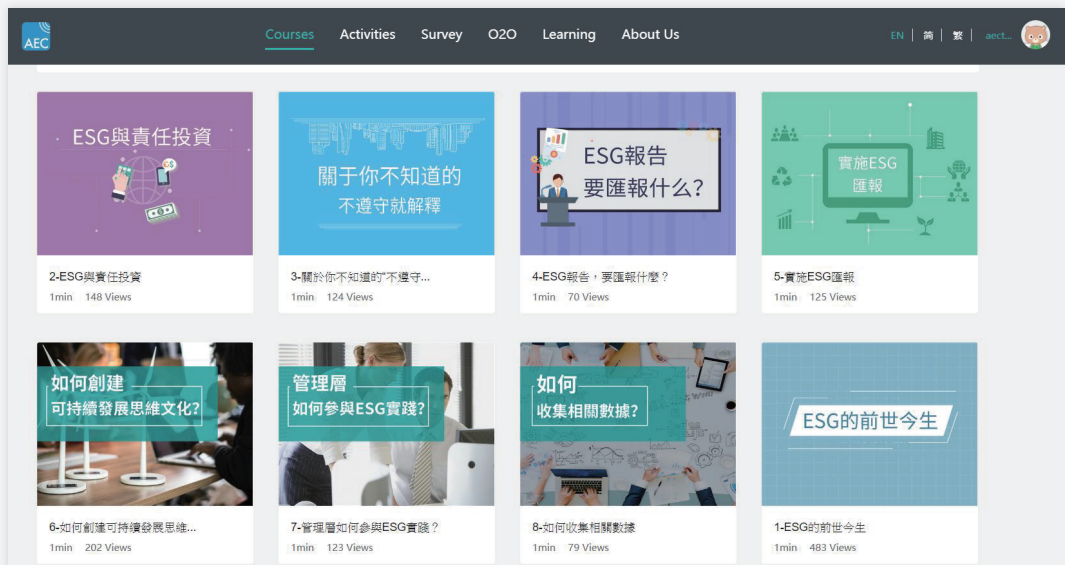 AEC
Courses Activities Survey O2O Learning About Us
EN | 简 | 繁 | aect...
ESG與責任投資
關于你不知道的
不遵守就解釋
ESG報告
要匯報什么?
實施ESG
匯報
2-ESG與責任投資
1min 148 Views
3-關於你不知道的“不遵守...
1min 124 Views
4-ESG報告，要匯報什麼？
1min 70 Views
5-實施ESG匯報
1min 125 Views
如何創建
可持續發展思維文化?
管理層
如何參與ESG實踐?
如何
收集相關數據?
ESG的前世今生
6-如何創建可持續發展思維...
1min 202 Views
7-管理層如何參與ESG實踐？
1min 123 Views
8-如何收集相關數據
1min 79 Views
1-ESG的前世今生
1min 483 Views